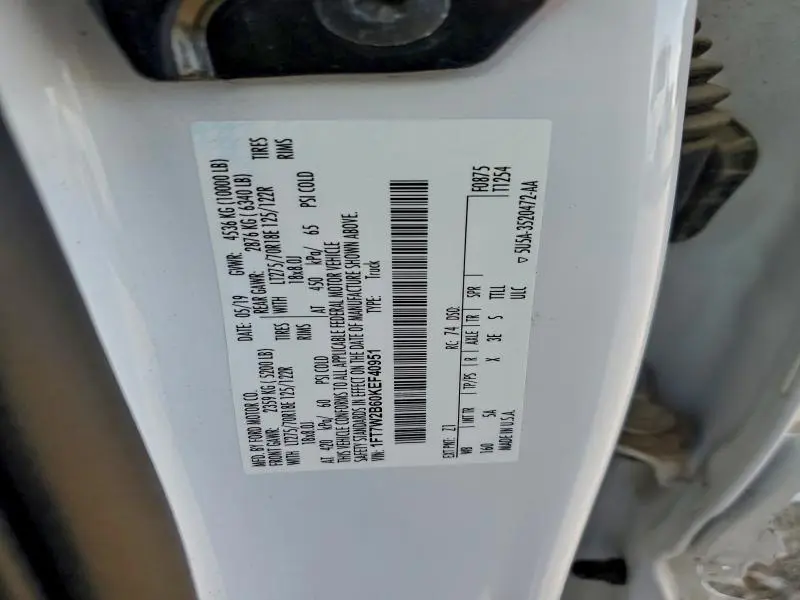 MFD. BY FORD MOTOR CO.
DATE: 05/19 GVWR: 4536 KG (10000 LB)
FRONT GAWR: 2359 KG (5200 LB) REAR GAWR: 2876 KG (6340 LB)
WITH LT275/70R18E 125/122R TIRES WITH LT275/70R18E 125/122R TIRES
18x8.0J RIMS 18x8.0J RIMS
AT 420 kPa/ 60 PSI COLD AT 450 kPa/ 65 PSI COLD
THIS VEHICLE CONFORMS TO ALL APPLICABLE FEDERAL MOTOR VEHICLE
SAFETY STANDARDS IN EFFECT ON THE DATE OF MANUFACTURE SHOWN ABOVE.
VIN: 1FT7W2B60KEF40951 TYPE: Truck
EXT PNT: Z1 RC: 74 DSO: F0875
WB INT TR TP/PS R AXLE TR SPR T1254
160 5A X 3E S TTLL
MADE IN U.S.A. ULC
▽ 5U5A-3520472-AA